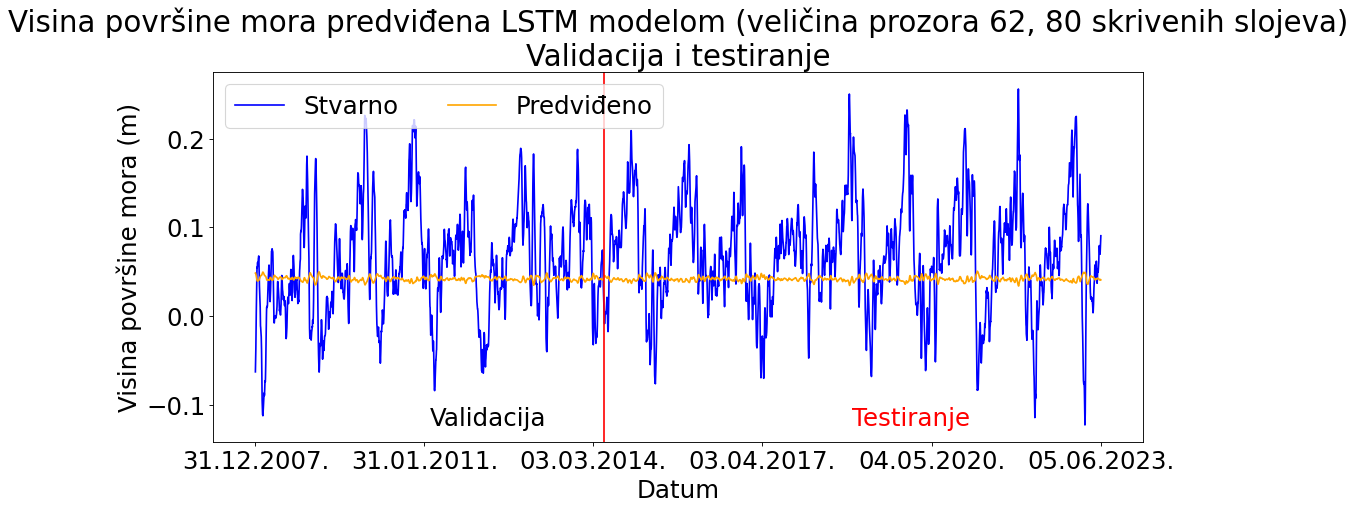 Visina površine mora predviđena LSTM modelom (veličina prozora 62, 80 skrivenih slojeva)
Validacija i testiranje
Stvarno
Predviđeno
Visina površine mora (m)
0.2
0.1
0.0
−0.1
Validacija
Testiranje
31.12.2007.
31.01.2011.
03.03.2014.
03.04.2017.
04.05.2020.
05.06.2023.
Datum